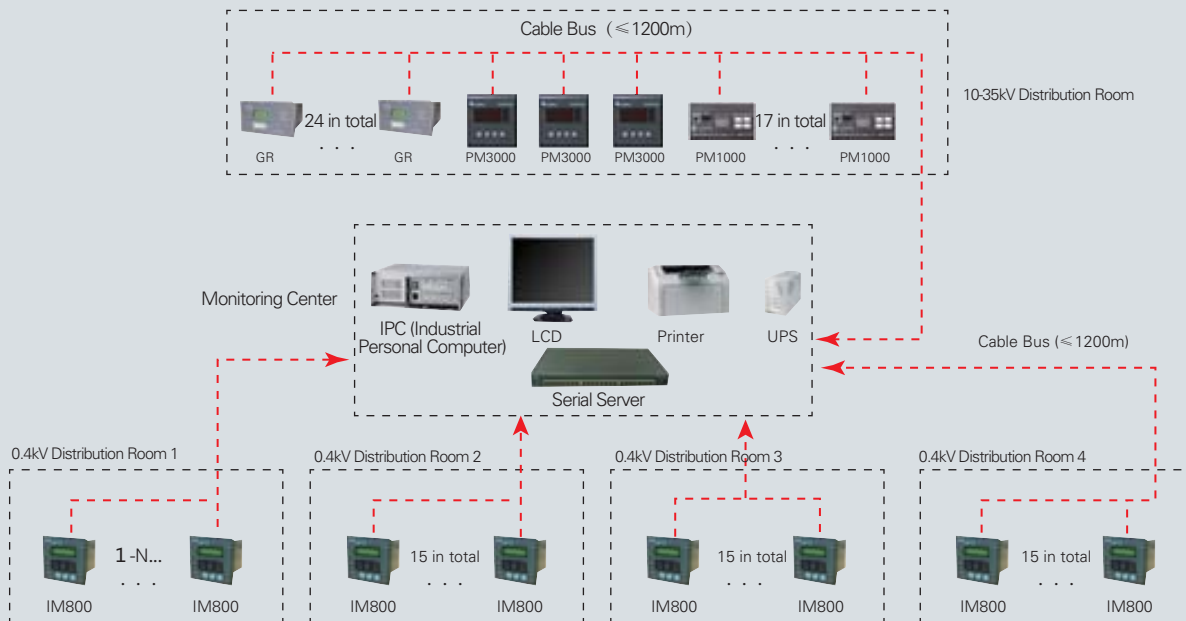 Cable Bus (≤1200m)
10-35kV Distribution Room
24 in total
17 in total
. . .
. . .
GR
GR
PM3000
PM3000
PM3000
PM1000
PM1000
Monitoring Center
IPC (Industrial
Personal Computer)
LCD
Printer
UPS
Serial Server
Cable Bus (≤1200m)
0.4kV Distribution Room 1
0.4kV Distribution Room 2
0.4kV Distribution Room 3
0.4kV Distribution Room 4
1-N...
15 in total
15 in total
15 in total
. . .
. . .
. . .
. . .
IM800
IM800
IM800
IM800
IM800
IM800
IM800
IM800